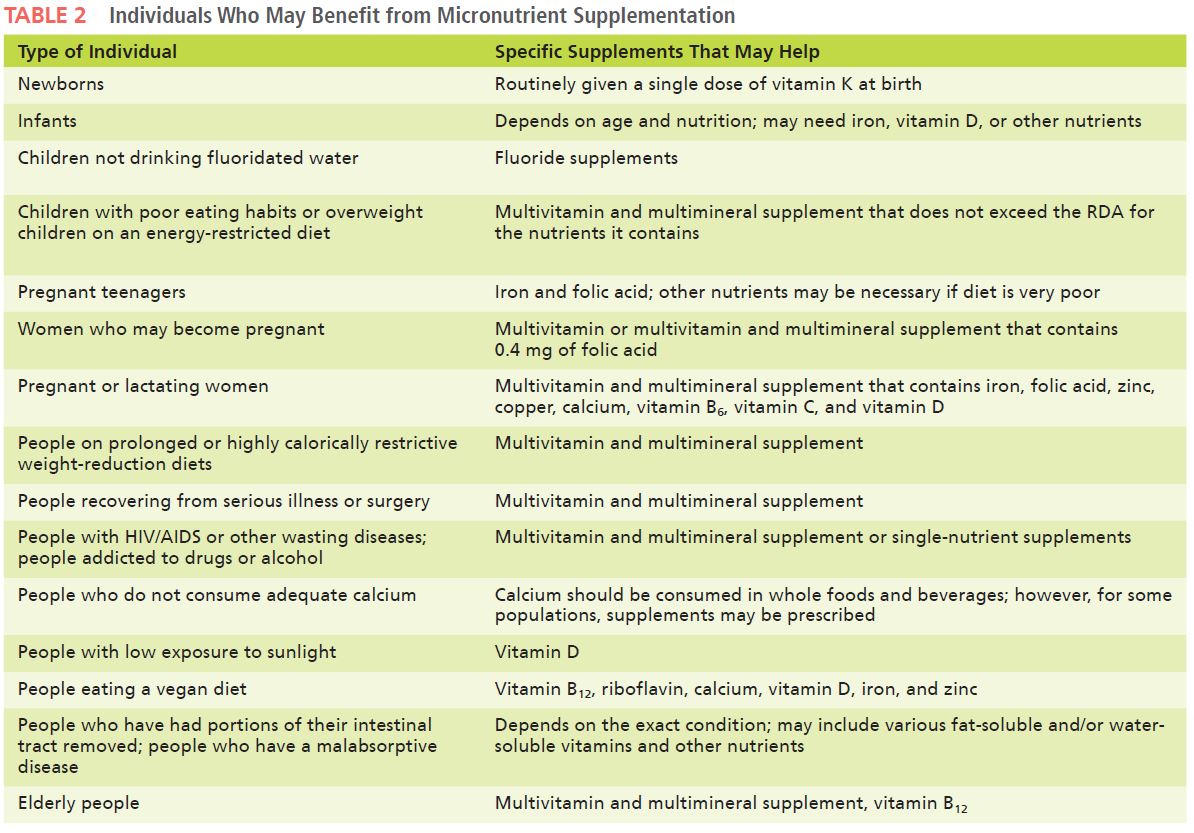 TABLE 2 Individuals Who May Benefit from Micronutrient Supplementation
Type of Individual Specific Supplements That May Help
Newborns Routinely given a single dose of vitamin K at birth
Infants Depends on age and nutrition; may need iron, vitamin D, or other nutrients
Children not drinking fluoridated water Fluoride supplements
Children with poor eating habits or overweight Multivitamin and multimineral supplement that does not exceed the RDA for
children on an energy-restricted diet the nutrients it contains
Pregnant teenagers Iron and folic acid; other nutrients may be necessary if diet is very poor
Women who may become pregnant Multivitamin or multivitamin and multimineral supplement that contains
0.4 mg of folic acid
Pregnant or lactating women Multivitamin and multimineral supplement that contains iron, folic acid, zinc,
copper, calcium, vitamin B₆, vitamin C, and vitamin D
People on prolonged or highly calorically restrictive Multivitamin and multimineral supplement
weight-reduction diets
People recovering from serious illness or surgery Multivitamin and multimineral supplement
People with HIV/AIDS or other wasting diseases; Multivitamin and multimineral supplement or single-nutrient supplements
people addicted to drugs or alcohol
People who do not consume adequate calcium Calcium should be consumed in whole foods and beverages; however, for some
populations, supplements may be prescribed
People with low exposure to sunlight Vitamin D
People eating a vegan diet Vitamin B₁₂, riboflavin, calcium, vitamin D, iron, and zinc
People who have had portions of their intestinal Depends on the exact condition; may include various fat-soluble and/or water-
tract removed; people who have a malabsorptive soluble vitamins and other nutrients
disease
Elderly people Multivitamin and multimineral supplement, vitamin B₁₂